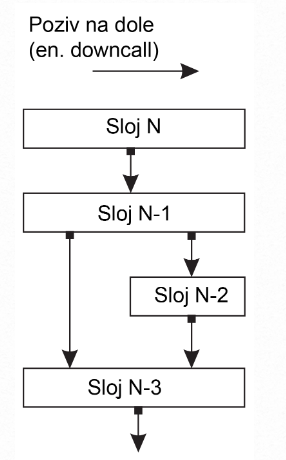 Poziv na dole
(en. downcall)
Sloj N
Sloj N-1
Sloj N-2
Sloj N-3